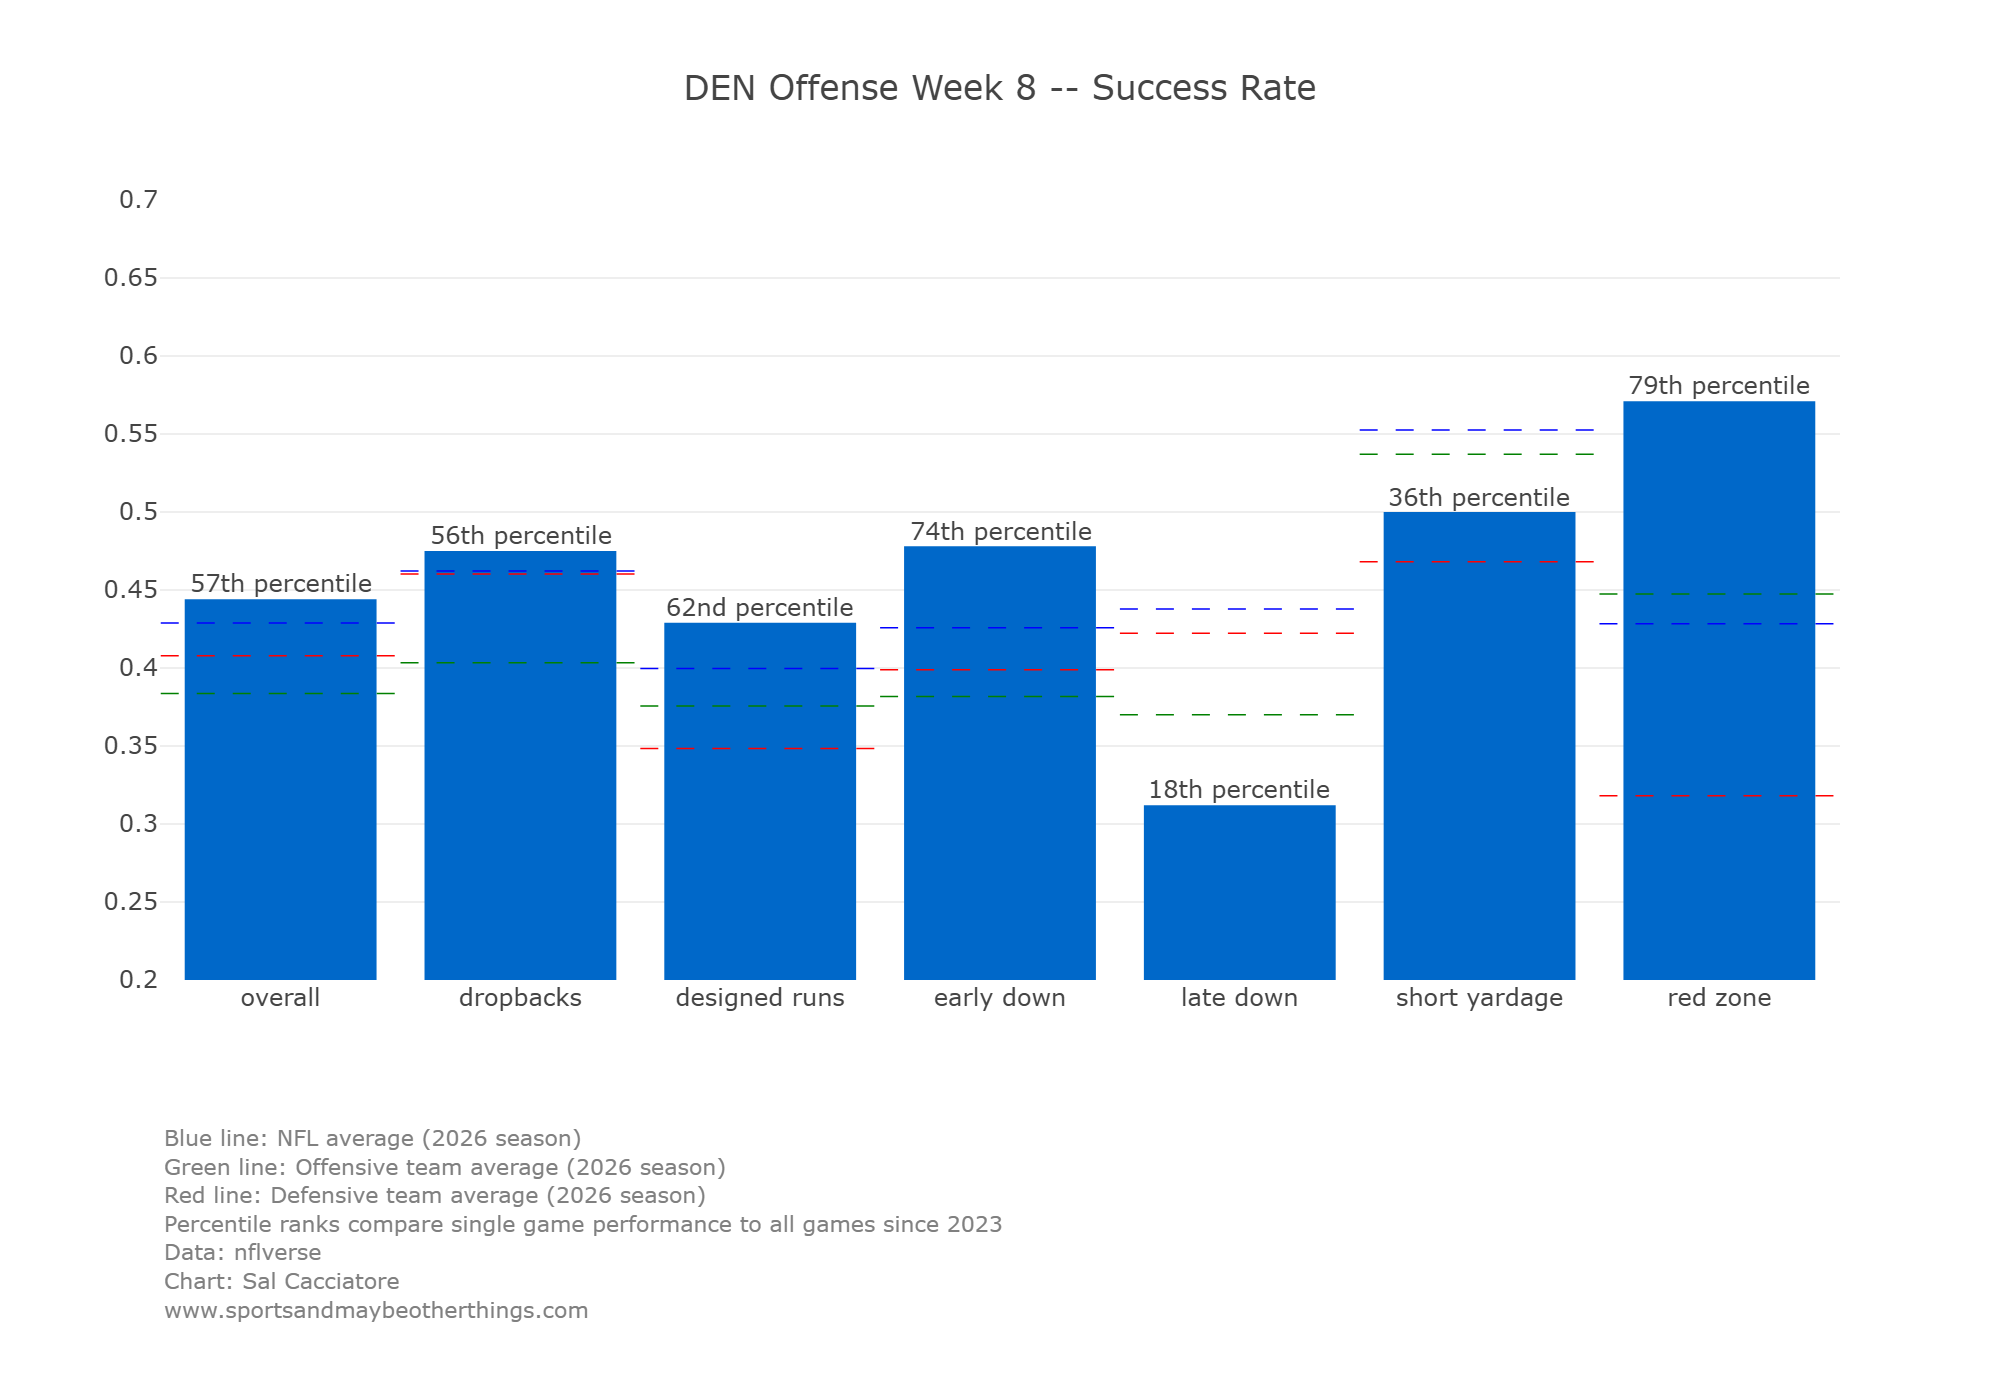 DEN Offense Week 8 -- Success Rate
0.7
0.65
0.6
0.55
0.5
0.45
0.4
0.35
0.3
0.25
0.2
57th percentile
56th percentile
62nd percentile
74th percentile
18th percentile
36th percentile
79th percentile
overall
dropbacks
designed runs
early down
late down
short yardage
red zone
Blue line: NFL average (2026 season)
Green line: Offensive team average (2026 season)
Red line: Defensive team average (2026 season)
Percentile ranks compare single game performance to all games since 2023
Data: nflverse
Chart: Sal Cacciatore
www.sportsandmaybeotherthings.com